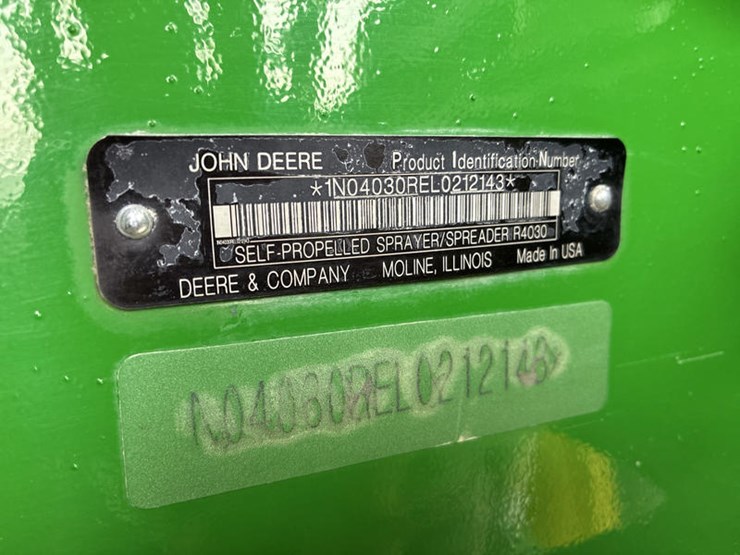 JOHN DEERE Product Identification Number
*1N04030REL0212143*
SELF-PROPELLED SPRAYER/SPREADER R4030
DEERE & COMPANY MOLINE, ILLINOIS Made In USA
N04030REL0212143